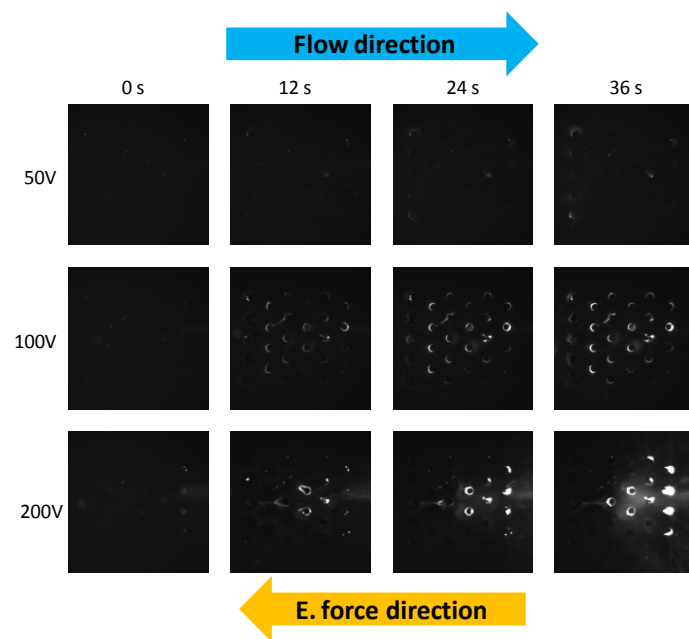 Flow direction
0 s 12 s 24 s 36 s
50V
100V
200V
E. force direction